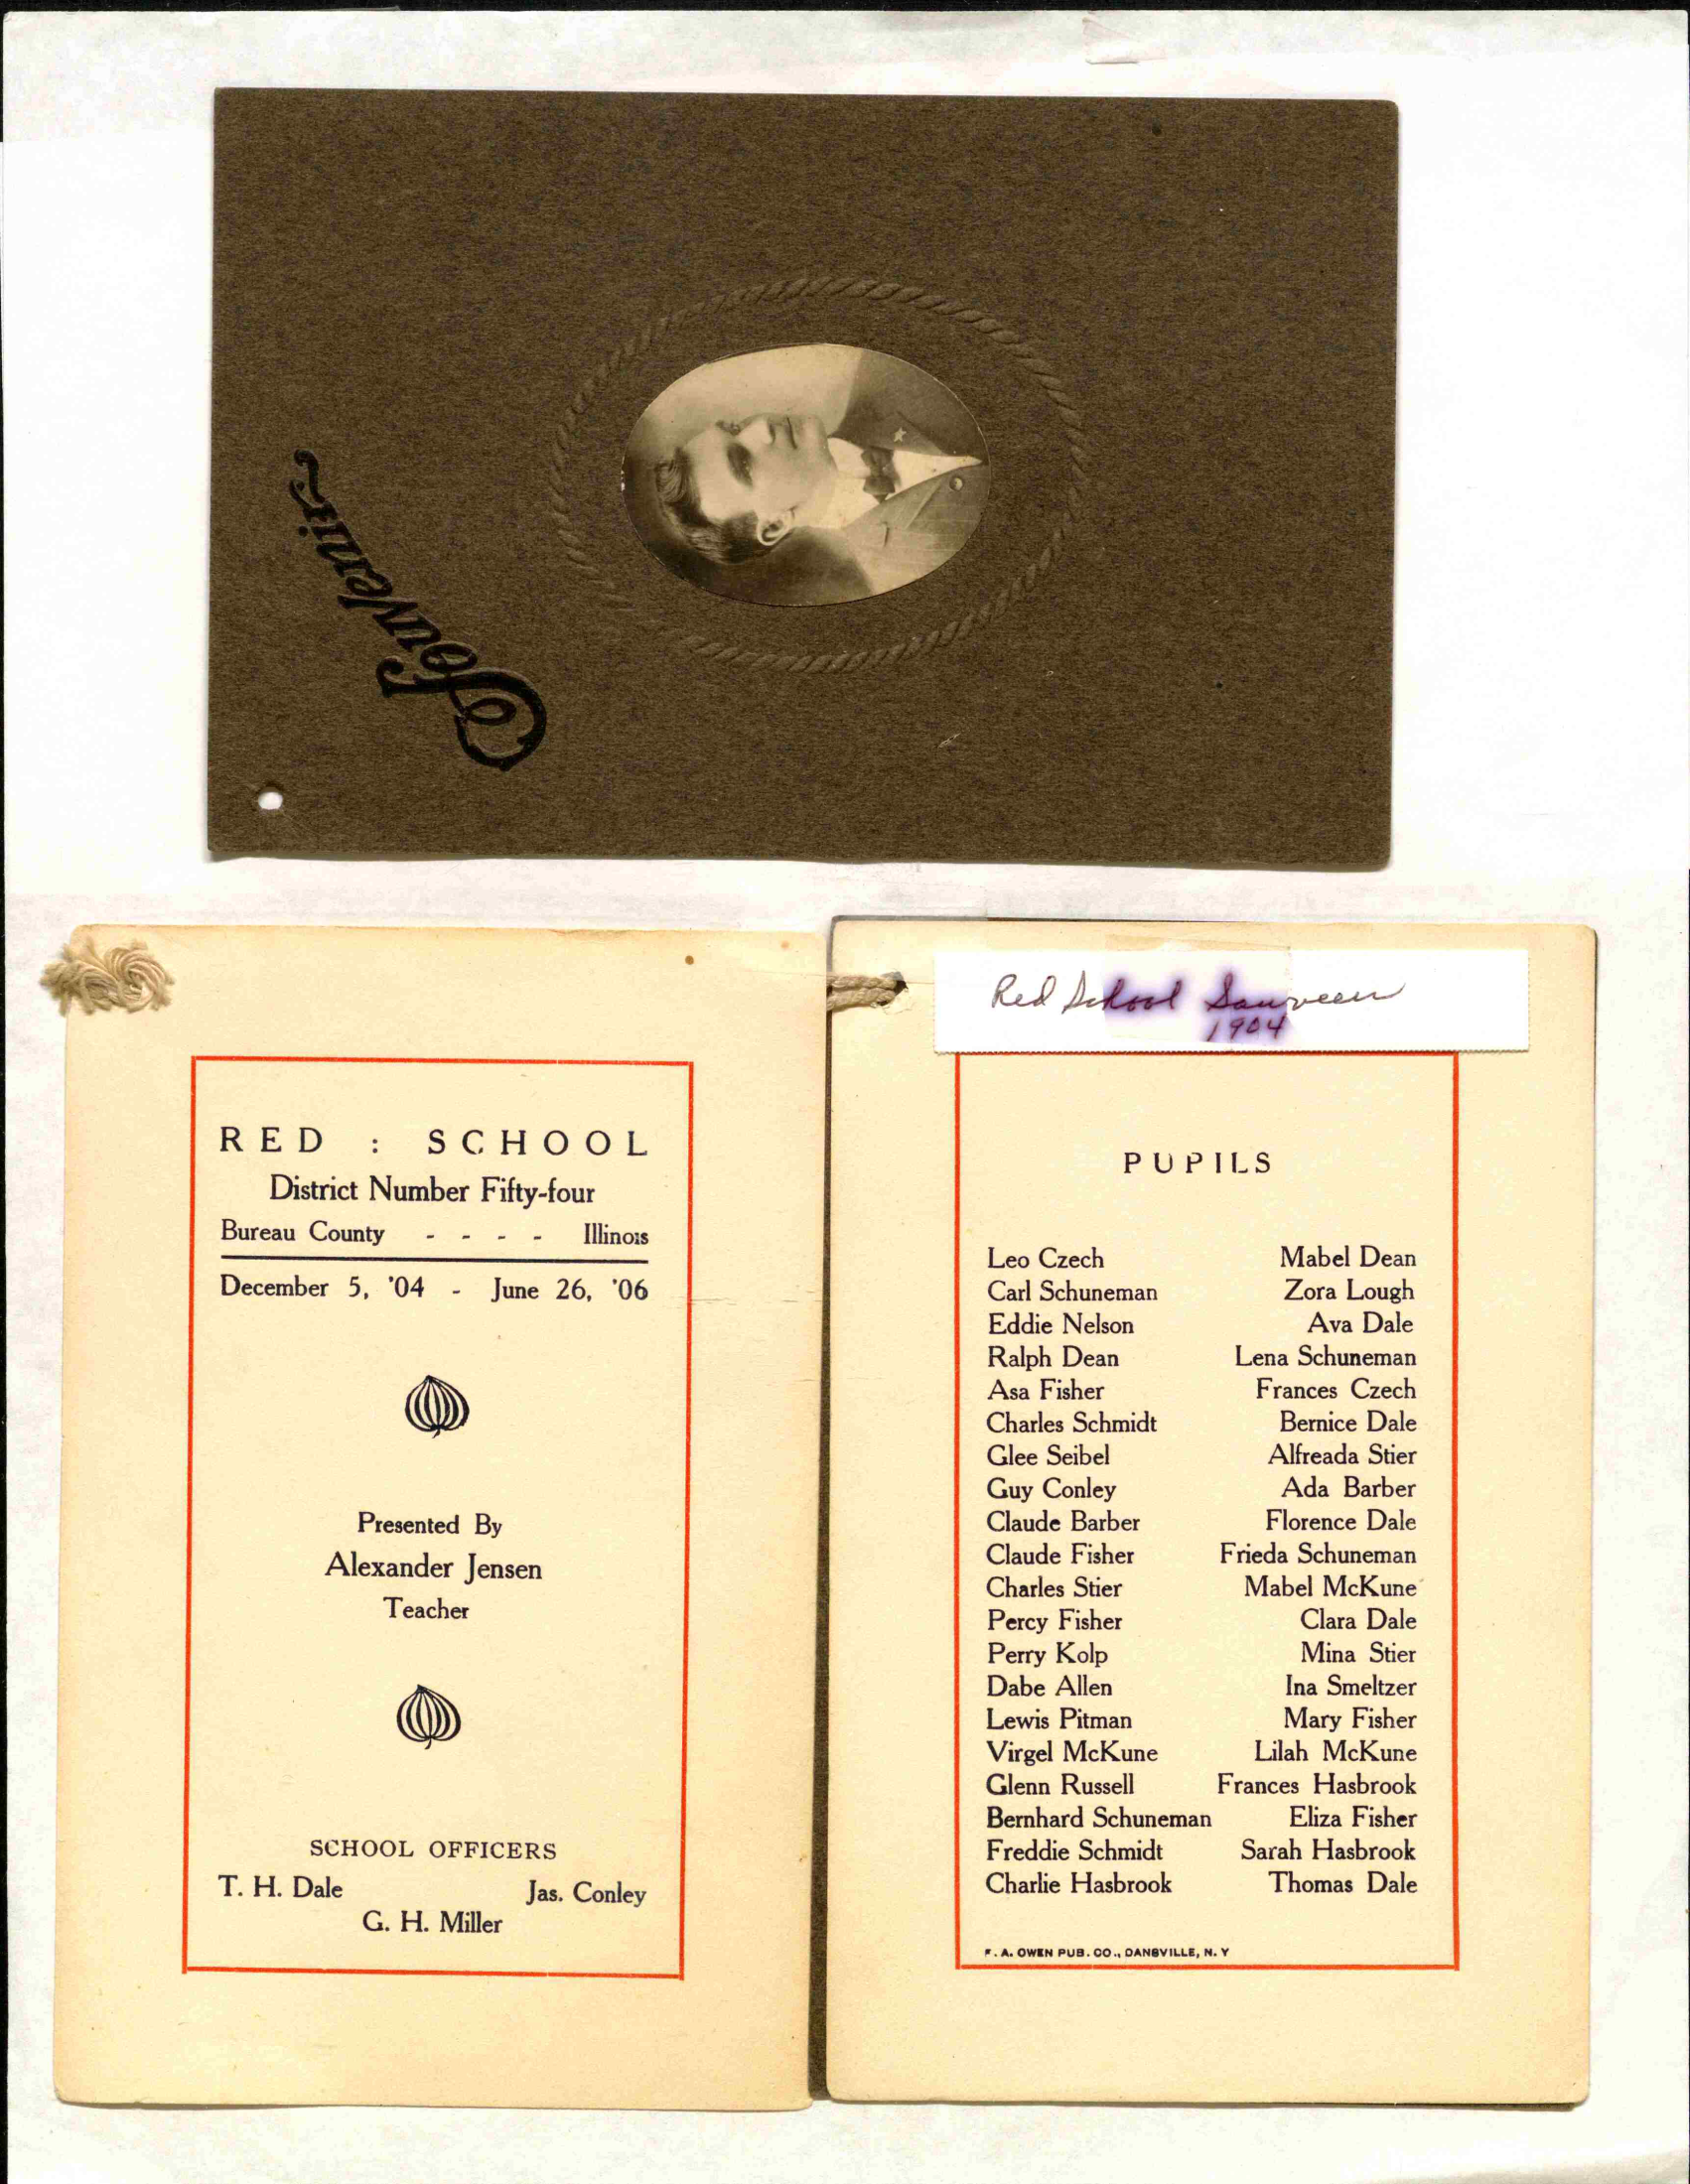 Souvenir
RED : SCHOOL
District Number Fifty-four
Bureau County - - - - Illinois
December 5, '04 - June 26, '06
Presented By
Alexander Jensen
Teacher
SCHOOL OFFICERS
T. H. Dale Jas. Conley
G. H. Miller
Red School Souveeir
1904
PUPILS
Leo Czech Mabel Dean
Carl Schuneman Zora Lough
Eddie Nelson Ava Dale
Ralph Dean Lena Schuneman
Asa Fisher Frances Czech
Charles Schmidt Bernice Dale
Glee Seibel Alfreada Stier
Guy Conley Ada Barber
Claude Barber Florence Dale
Claude Fisher Frieda Schuneman
Charles Stier Mabel McKune
Percy Fisher Clara Dale
Perry Kolp Mina Stier
Dabe Allen Ina Smeltzer
Lewis Pitman Mary Fisher
Virgel McKune Lilah McKune
Glenn Russell Frances Hasbrook
Bernhard Schuneman Eliza Fisher
Freddie Schmidt Sarah Hasbrook
Charlie Hasbrook Thomas Dale
F. A. OWEN PUB. CO., DANSVILLE, N. Y